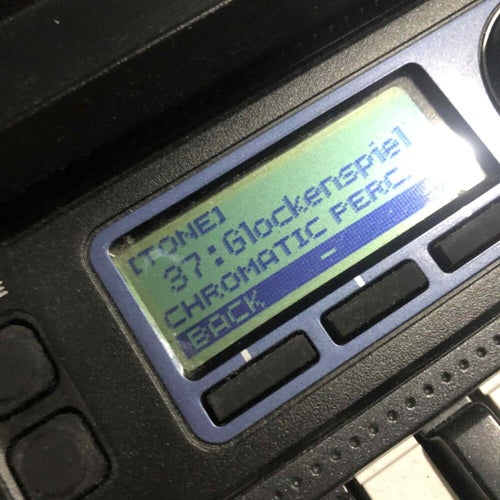 [TONE]
37:Glockenspiel
CHROMATIC PERC.
BACK -